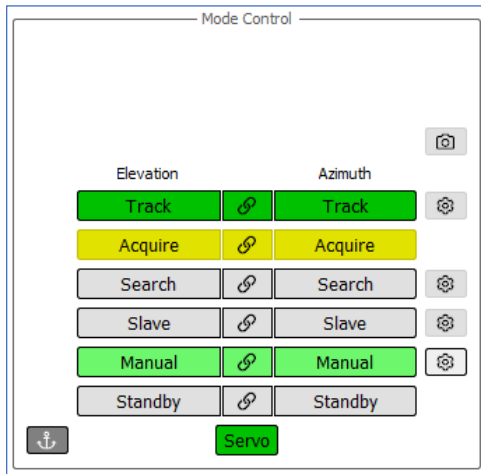 Mode Control
Elevation Azimuth
Track Track
Acquire Acquire
Search Search
Slave Slave
Manual Manual
Standby Standby
Servo